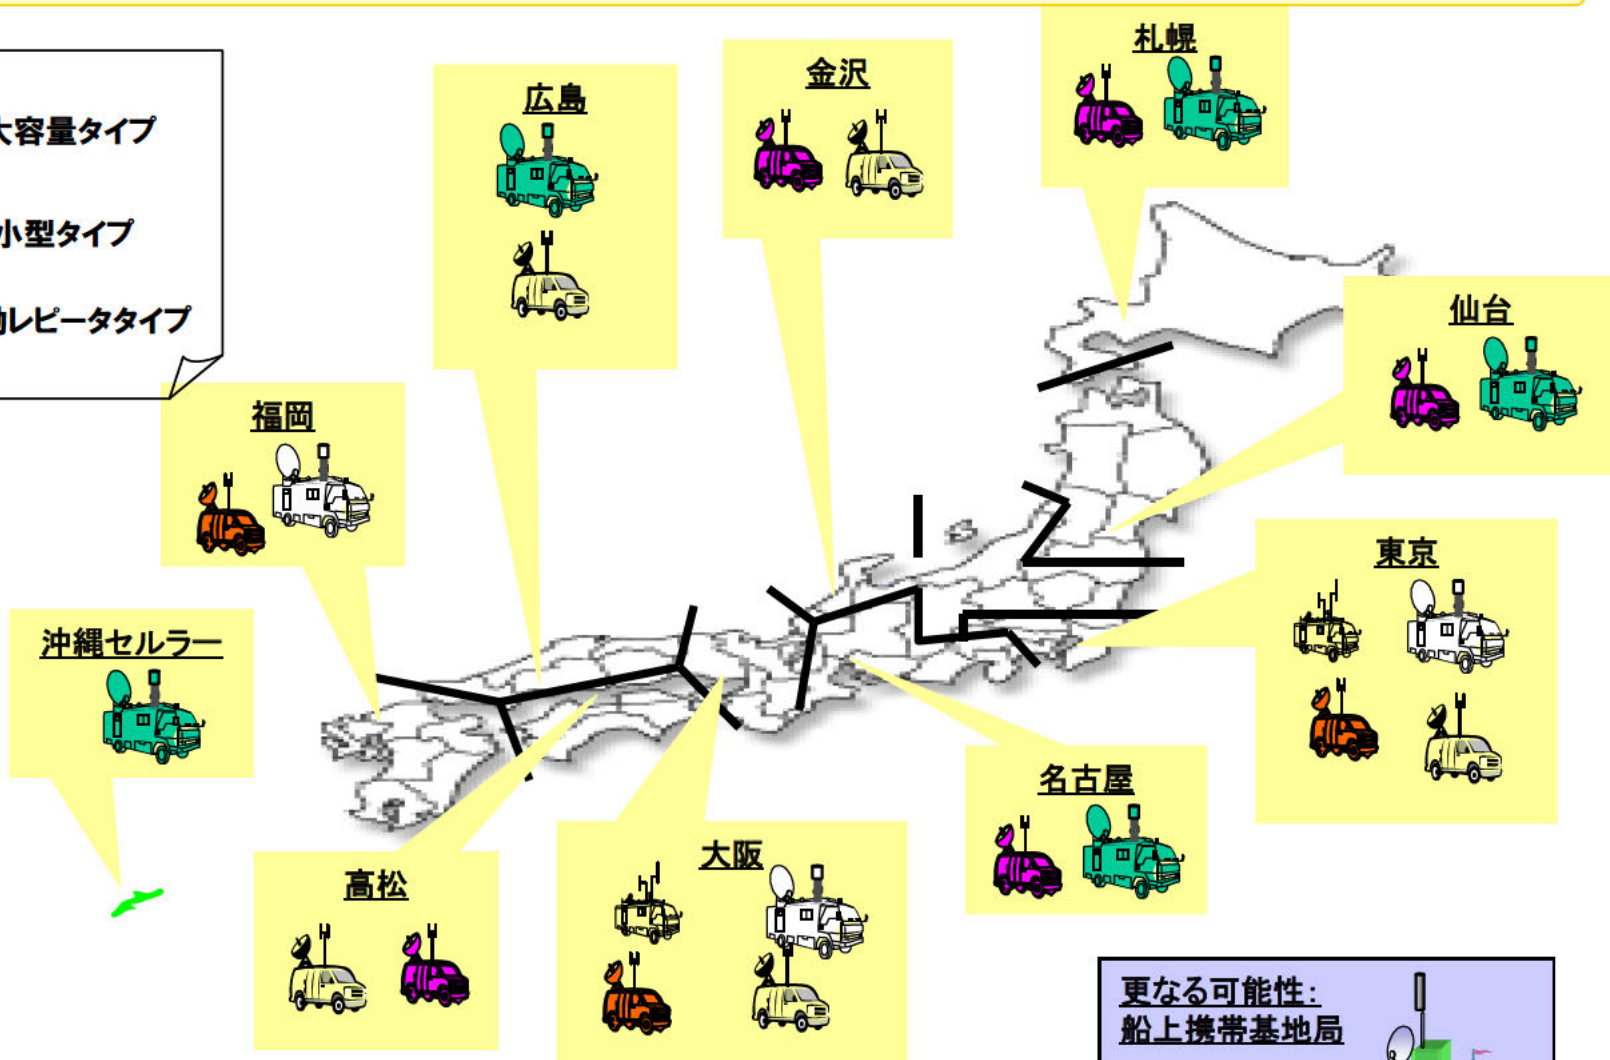 大容量タイプ
小型タイプ
レピータタイプ
広島
金沢
札幌
仙台
福岡
東京
沖縄セルラー
名古屋
大阪
高松
更なる可能性:
船上携帯基地局